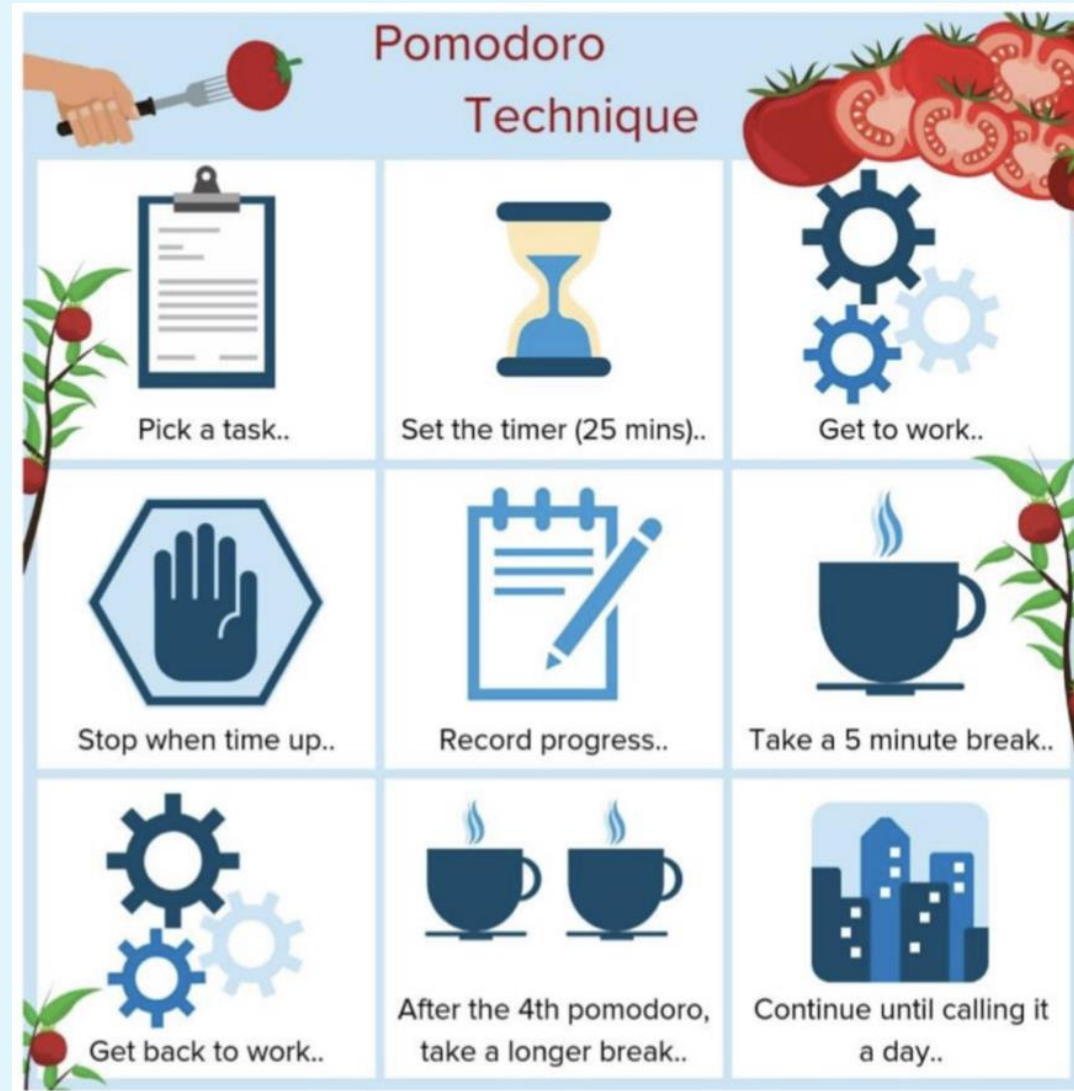 Pomodoro
Technique
Pick a task..
Set the timer (25 mins)..
Get to work..
Stop when time up..
Record progress..
Take a 5 minute break..
Get back to work..
After the 4th pomodoro,
take a longer break..
Continue until calling it
a day..